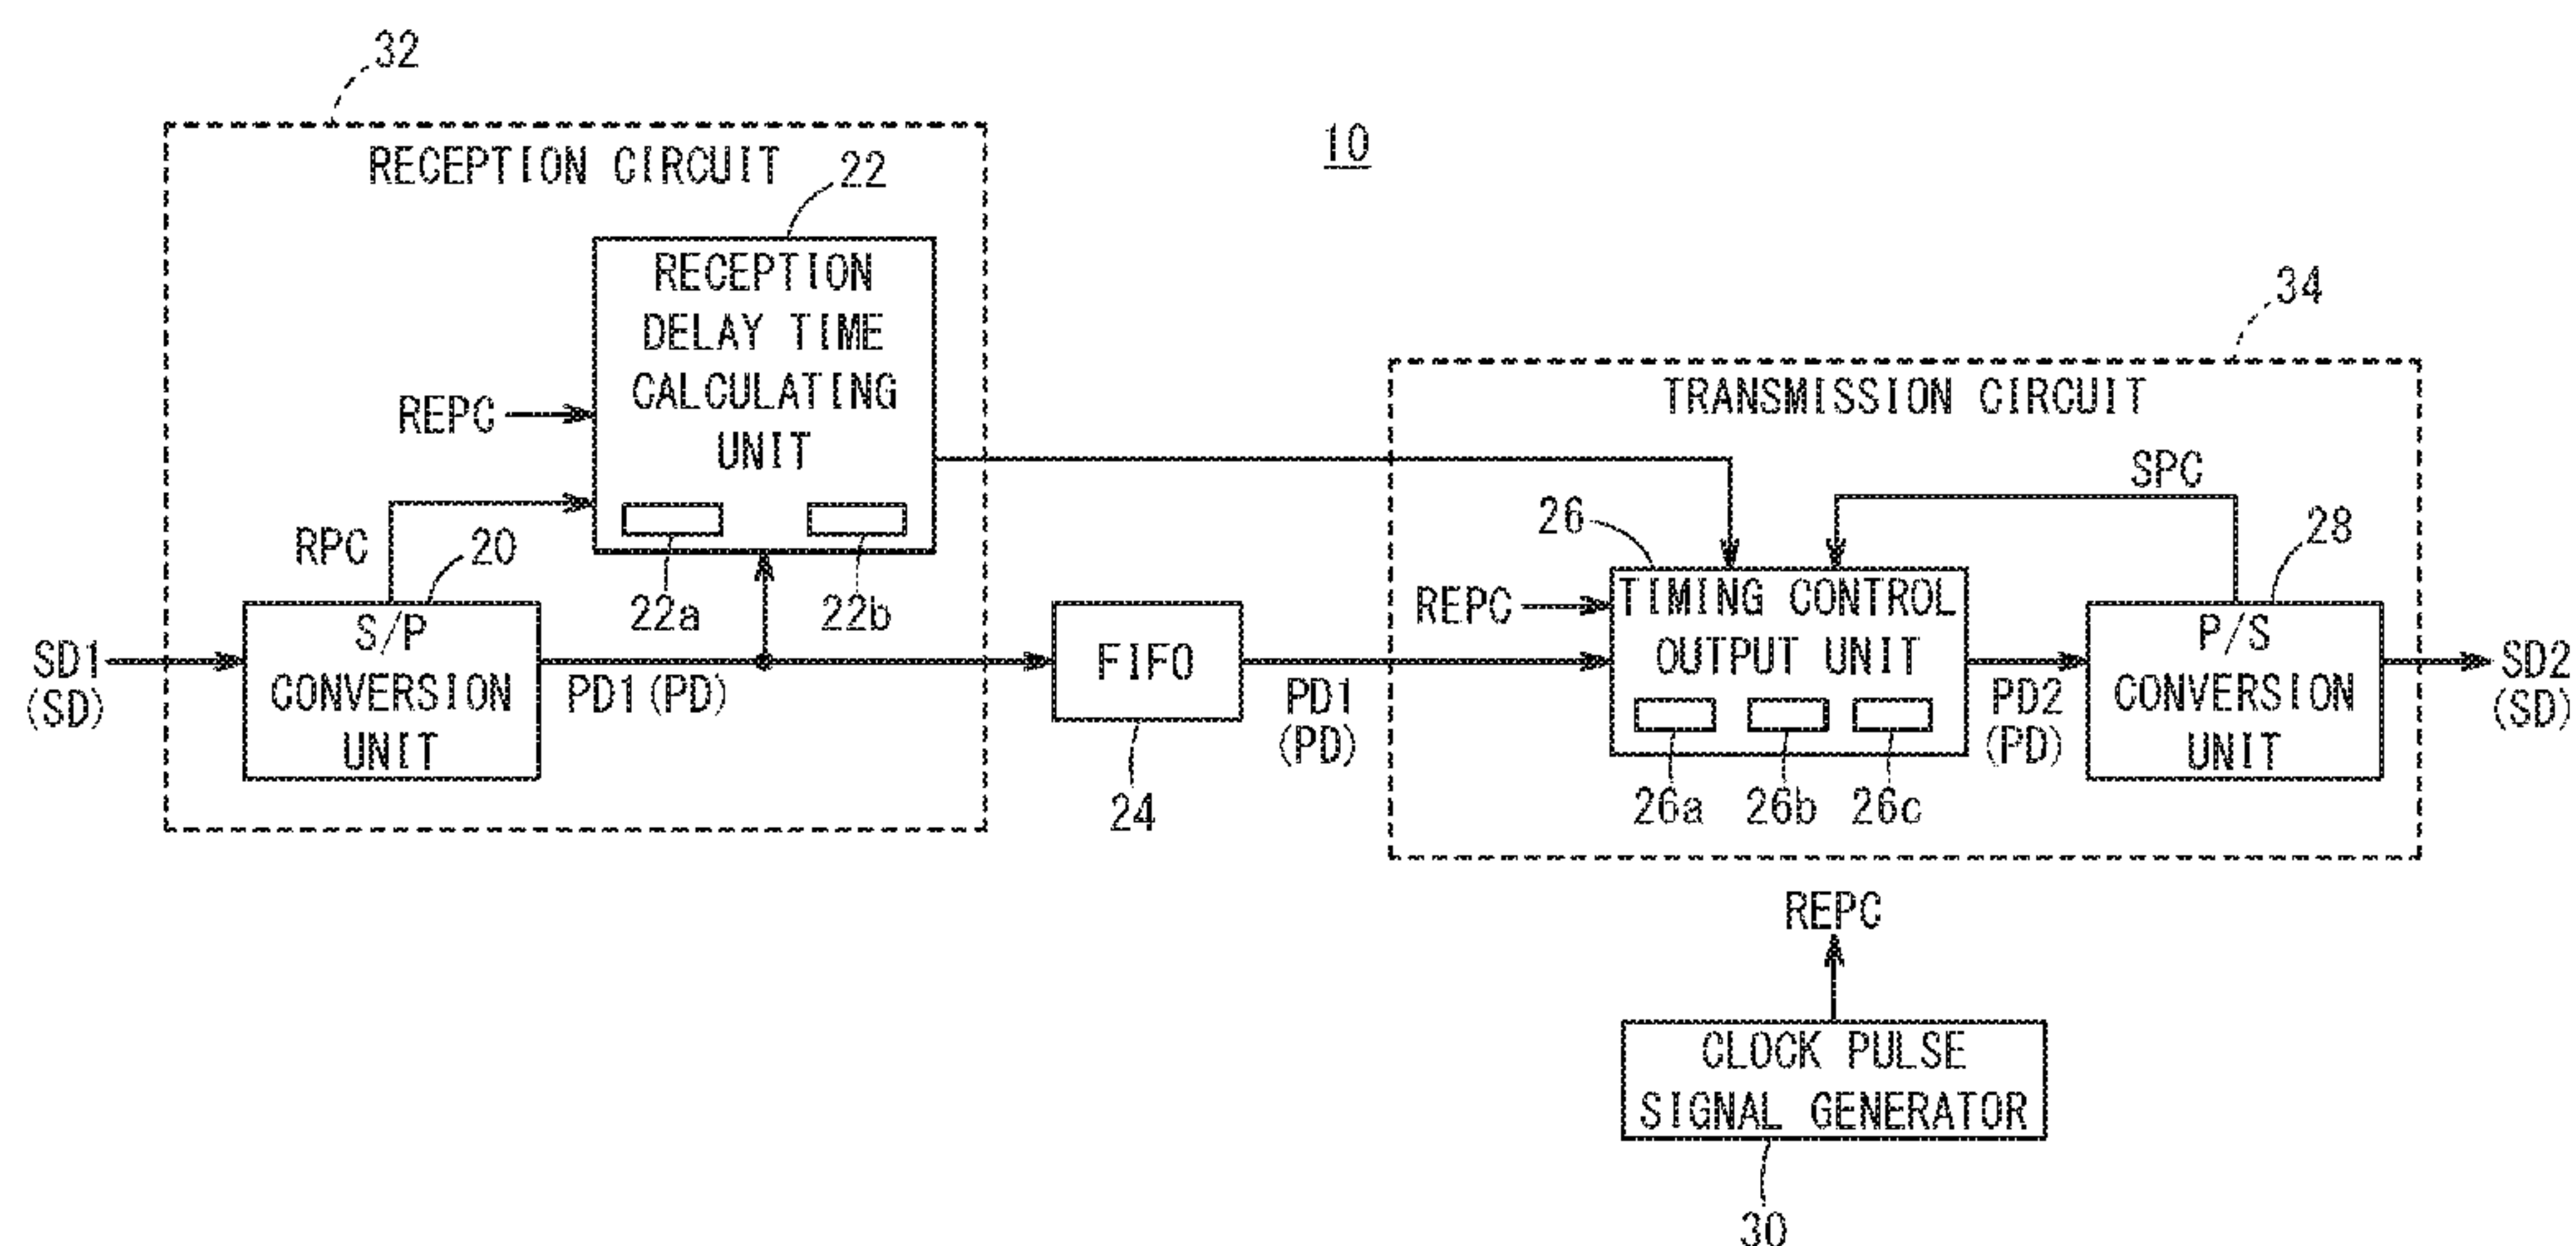 32
RECEPTION CIRCUIT
22
10
RECEPTION
DELAY TIME
CALCULATING
UNIT
REPC
RPC
20
22a
22b
S/P
CONVERSION
UNIT
SD1
(SD)
PD1(PD)
FIFO
24
PD1
(PD)
34
TRANSMISSION CIRCUIT
SPC
26
28
REPC
TIMING CONTROL
OUTPUT UNIT
26a
26b
26c
PD2
(PD)
P/S
CONVERSION
UNIT
SD2
(SD)
REPC
CLOCK PULSE
SIGNAL GENERATOR
30